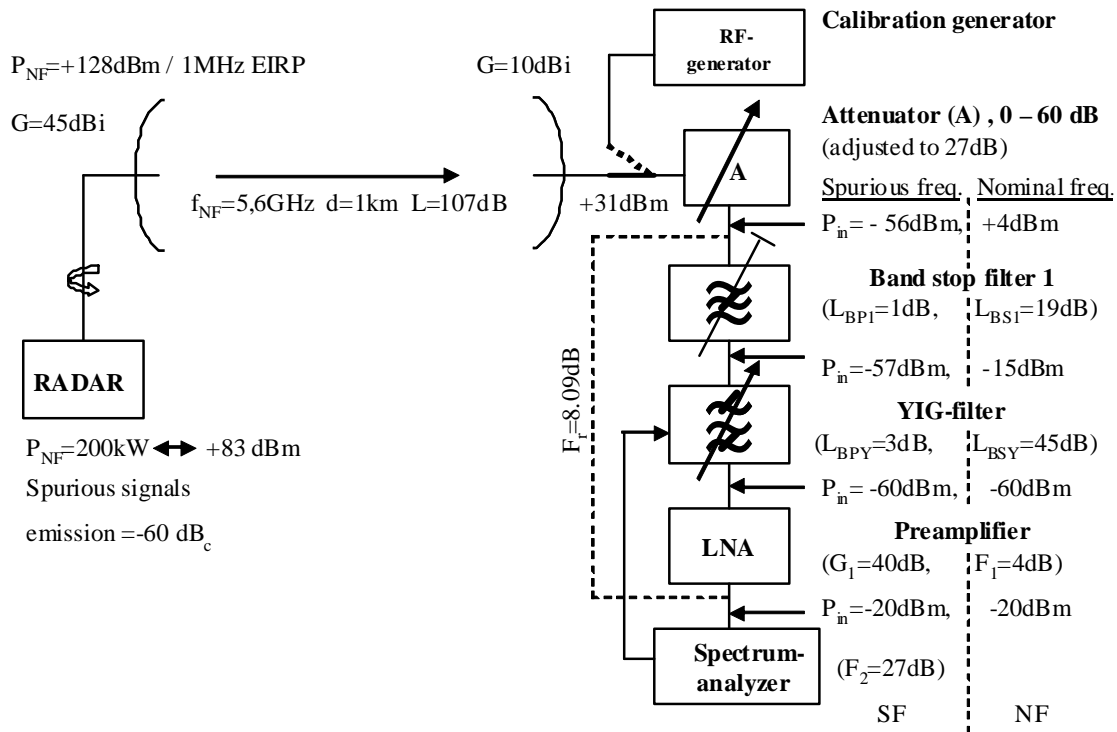 Calibration generator
RF-
generator
P_NF=+128dBm / 1MHz EIRP
G=10dBi
G=45dBi
Attenuator (A) , 0 – 60 dB
(adjusted to 27dB)
A
f_NF=5,6GHz d=1km L=107dB
+31dBm
Spurious freq. Nominal freq.
P_in= - 56dBm, +4dBm
Band stop filter 1
(L_BP1=1dB, L_BS1=19dB)
F_r=8.09dB
P_in=-57dBm, -15dBm
RADAR
YIG-filter
P_NF=200kW +83 dBm
(L_BPY=3dB, L_BSY=45dB)
Spurious signals
P_in=-60dBm, -60dBm
emission =-60 dB_c
Preamplifier
LNA
(G_1=40dB, F_1=4dB)
P_in=-20dBm, -20dBm
Spectrum-
analyzer
(F_2=27dB)
SF NF